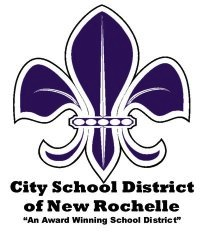 City School District
of New Rochelle
"An Award Winning School District"